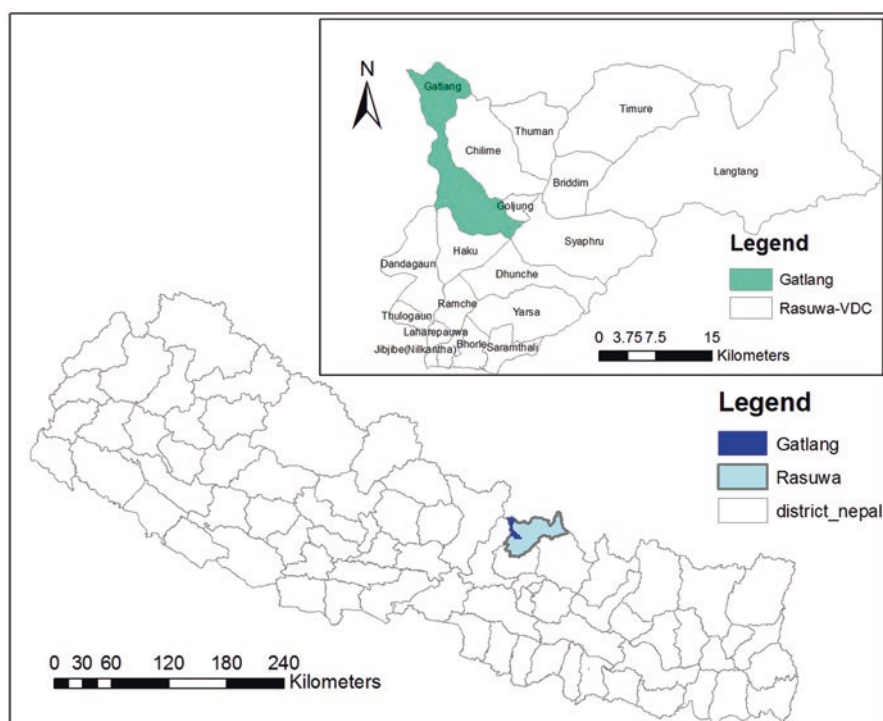 N
Gatlang
Timure
Thuman
Chilime
Briddim
Langtang
Goljung
Syaphru
Haku
Dandagaun
Dhunche
Ramche
Yarsa
Thulogaun
Laharepauwa
Bhorle
Saramthali
Jibjibe(Nilkantha)
Legend
Gatlang
Rasuwa-VDC
0 3.75 7.5 15
Kilometers
Legend
Gatlang
Rasuwa
district_nepal
0 30 60 120 180 240
Kilometers